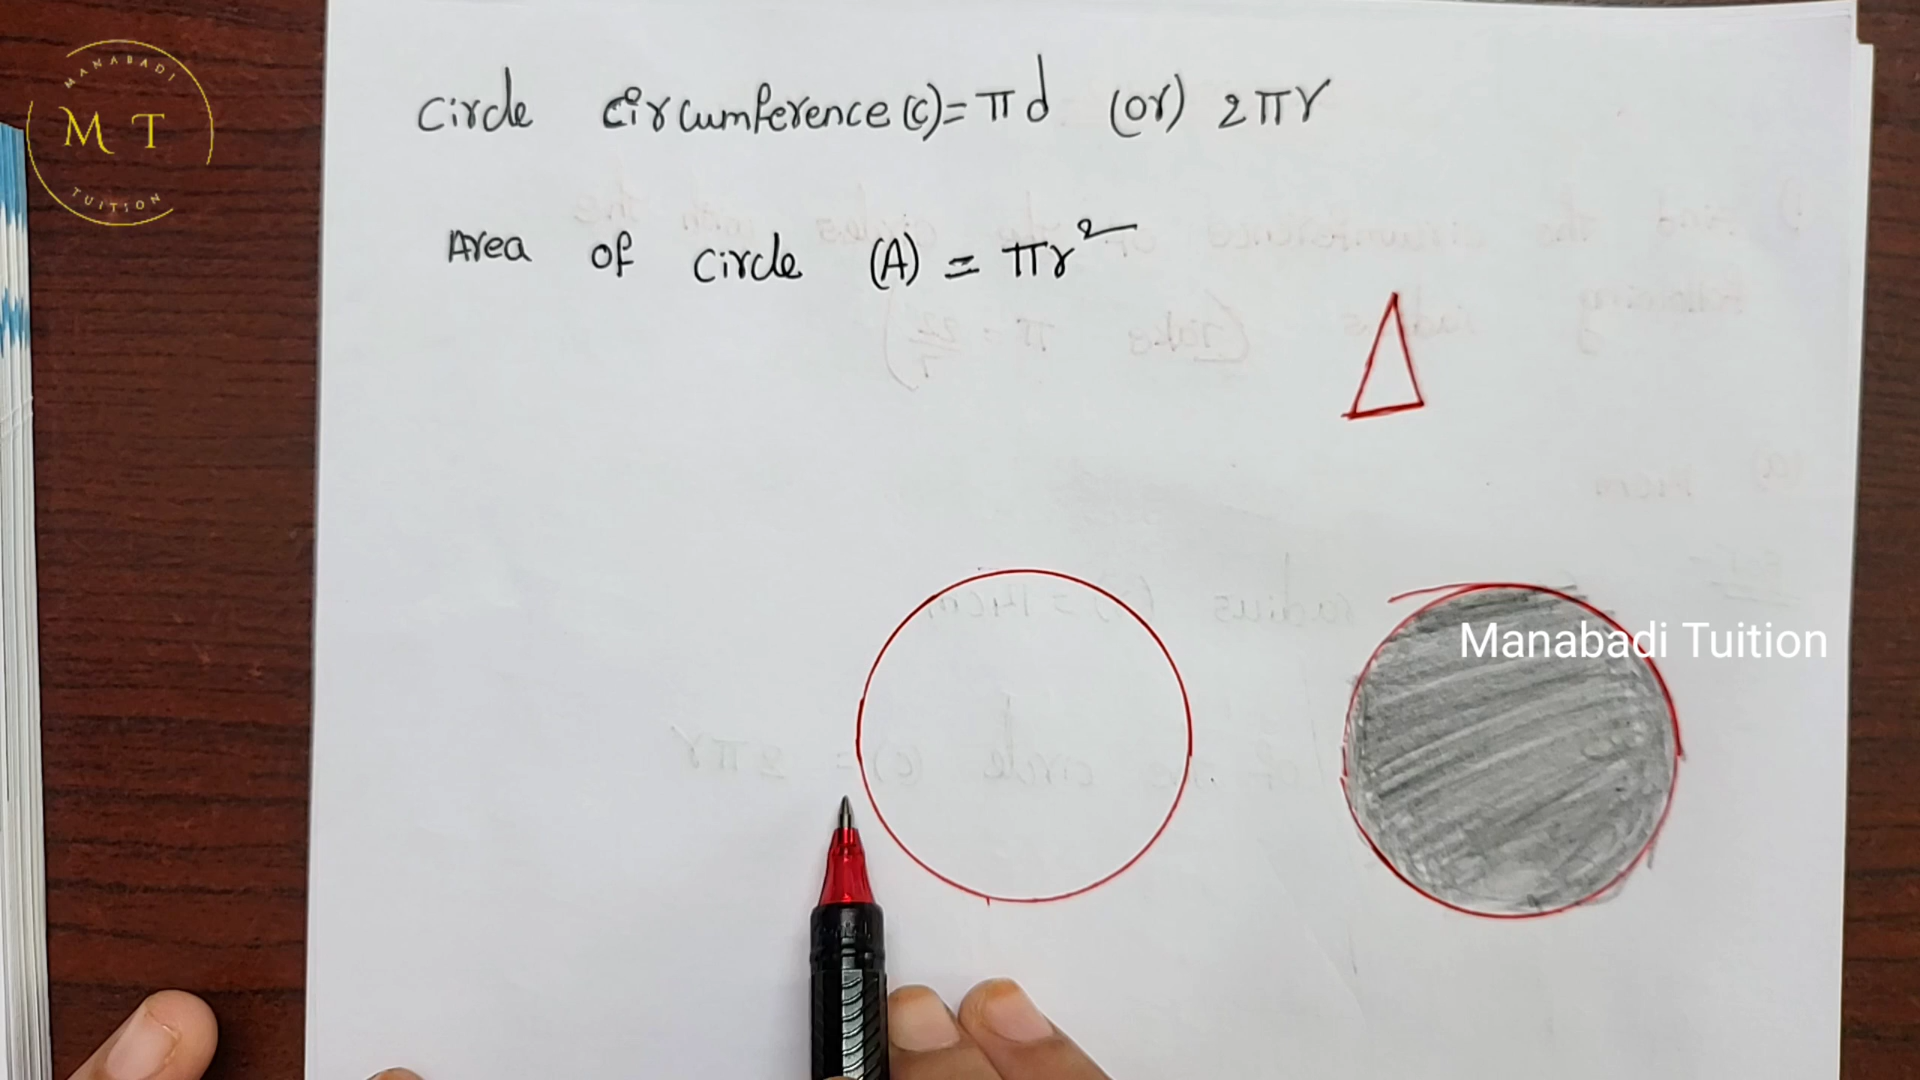 MANABADI
M T
TUITION
Circle Circumference (C) = πd (or) 2πr
Area of Circle (A) = πr²
Manabadi Tuition